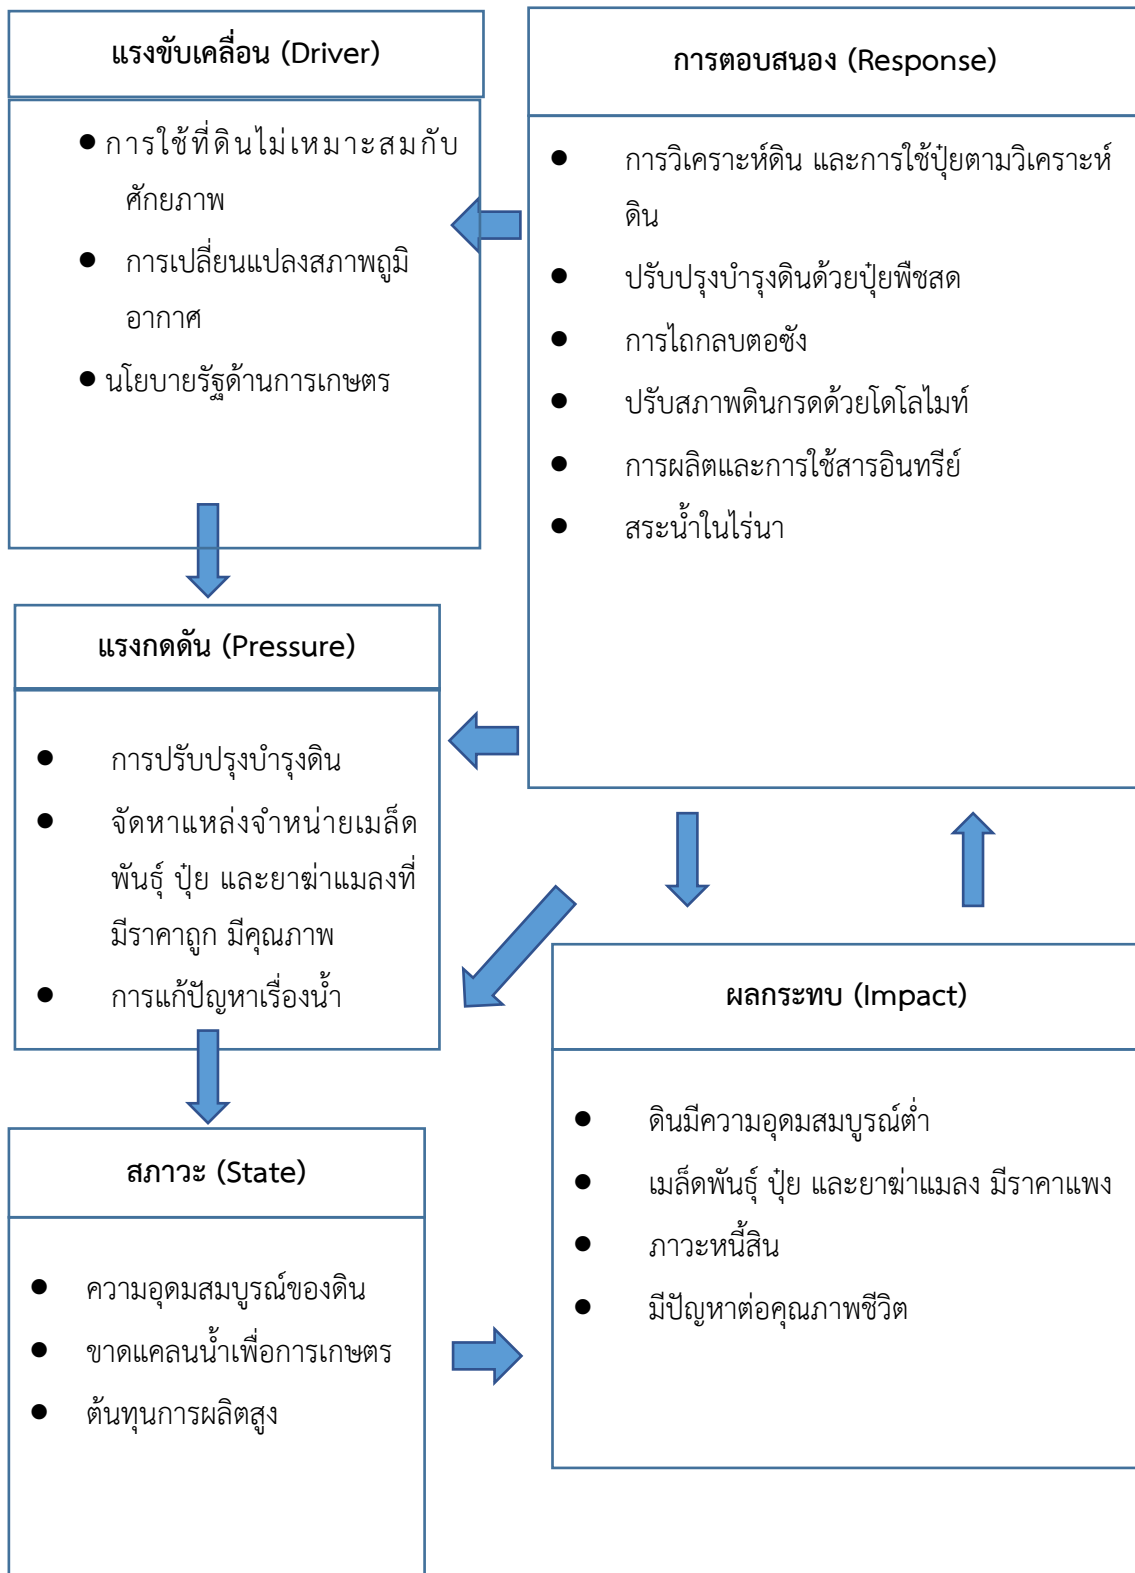 แรงขับเคลื่อน (Driver)
● การใช้ที่ดินไม่เหมาะสมกับ
ศักยภาพ
● การเปลี่ยนแปลงสภาพภูมิ
อากาศ
● นโยบายรัฐด้านการเกษตร
การตอบสนอง (Response)
● การวิเคราะห์ดิน และการใช้ปุ๋ยตามวิเคราะห์
ดิน
● ปรับปรุงบำรุงดินด้วยปุ๋ยพืชสด
● การไถกลบตอซัง
● ปรับสภาพดินกรดด้วยโดโลไมท์
● การผลิตและการใช้สารอินทรีย์
● สระน้ำในไร่นา
แรงกดดัน (Pressure)
● การปรับปรุงบำรุงดิน
● จัดหาแหล่งจำหน่ายเมล็ด
พันธุ์ ปุ๋ย และยาฆ่าแมลงที่
มีราคาถูก มีคุณภาพ
● การแก้ปัญหาเรื่องน้ำ
ผลกระทบ (Impact)
● ดินมีความอุดมสมบูรณ์ต่ำ
● เมล็ดพันธุ์ ปุ๋ย และยาฆ่าแมลง มีราคาแพง
● ภาวะหนี้สิน
● มีปัญหาต่อคุณภาพชีวิต
สภาวะ (State)
● ความอุดมสมบูรณ์ของดิน
● ขาดแคลนน้ำเพื่อการเกษตร
● ต้นทุนการผลิตสูง